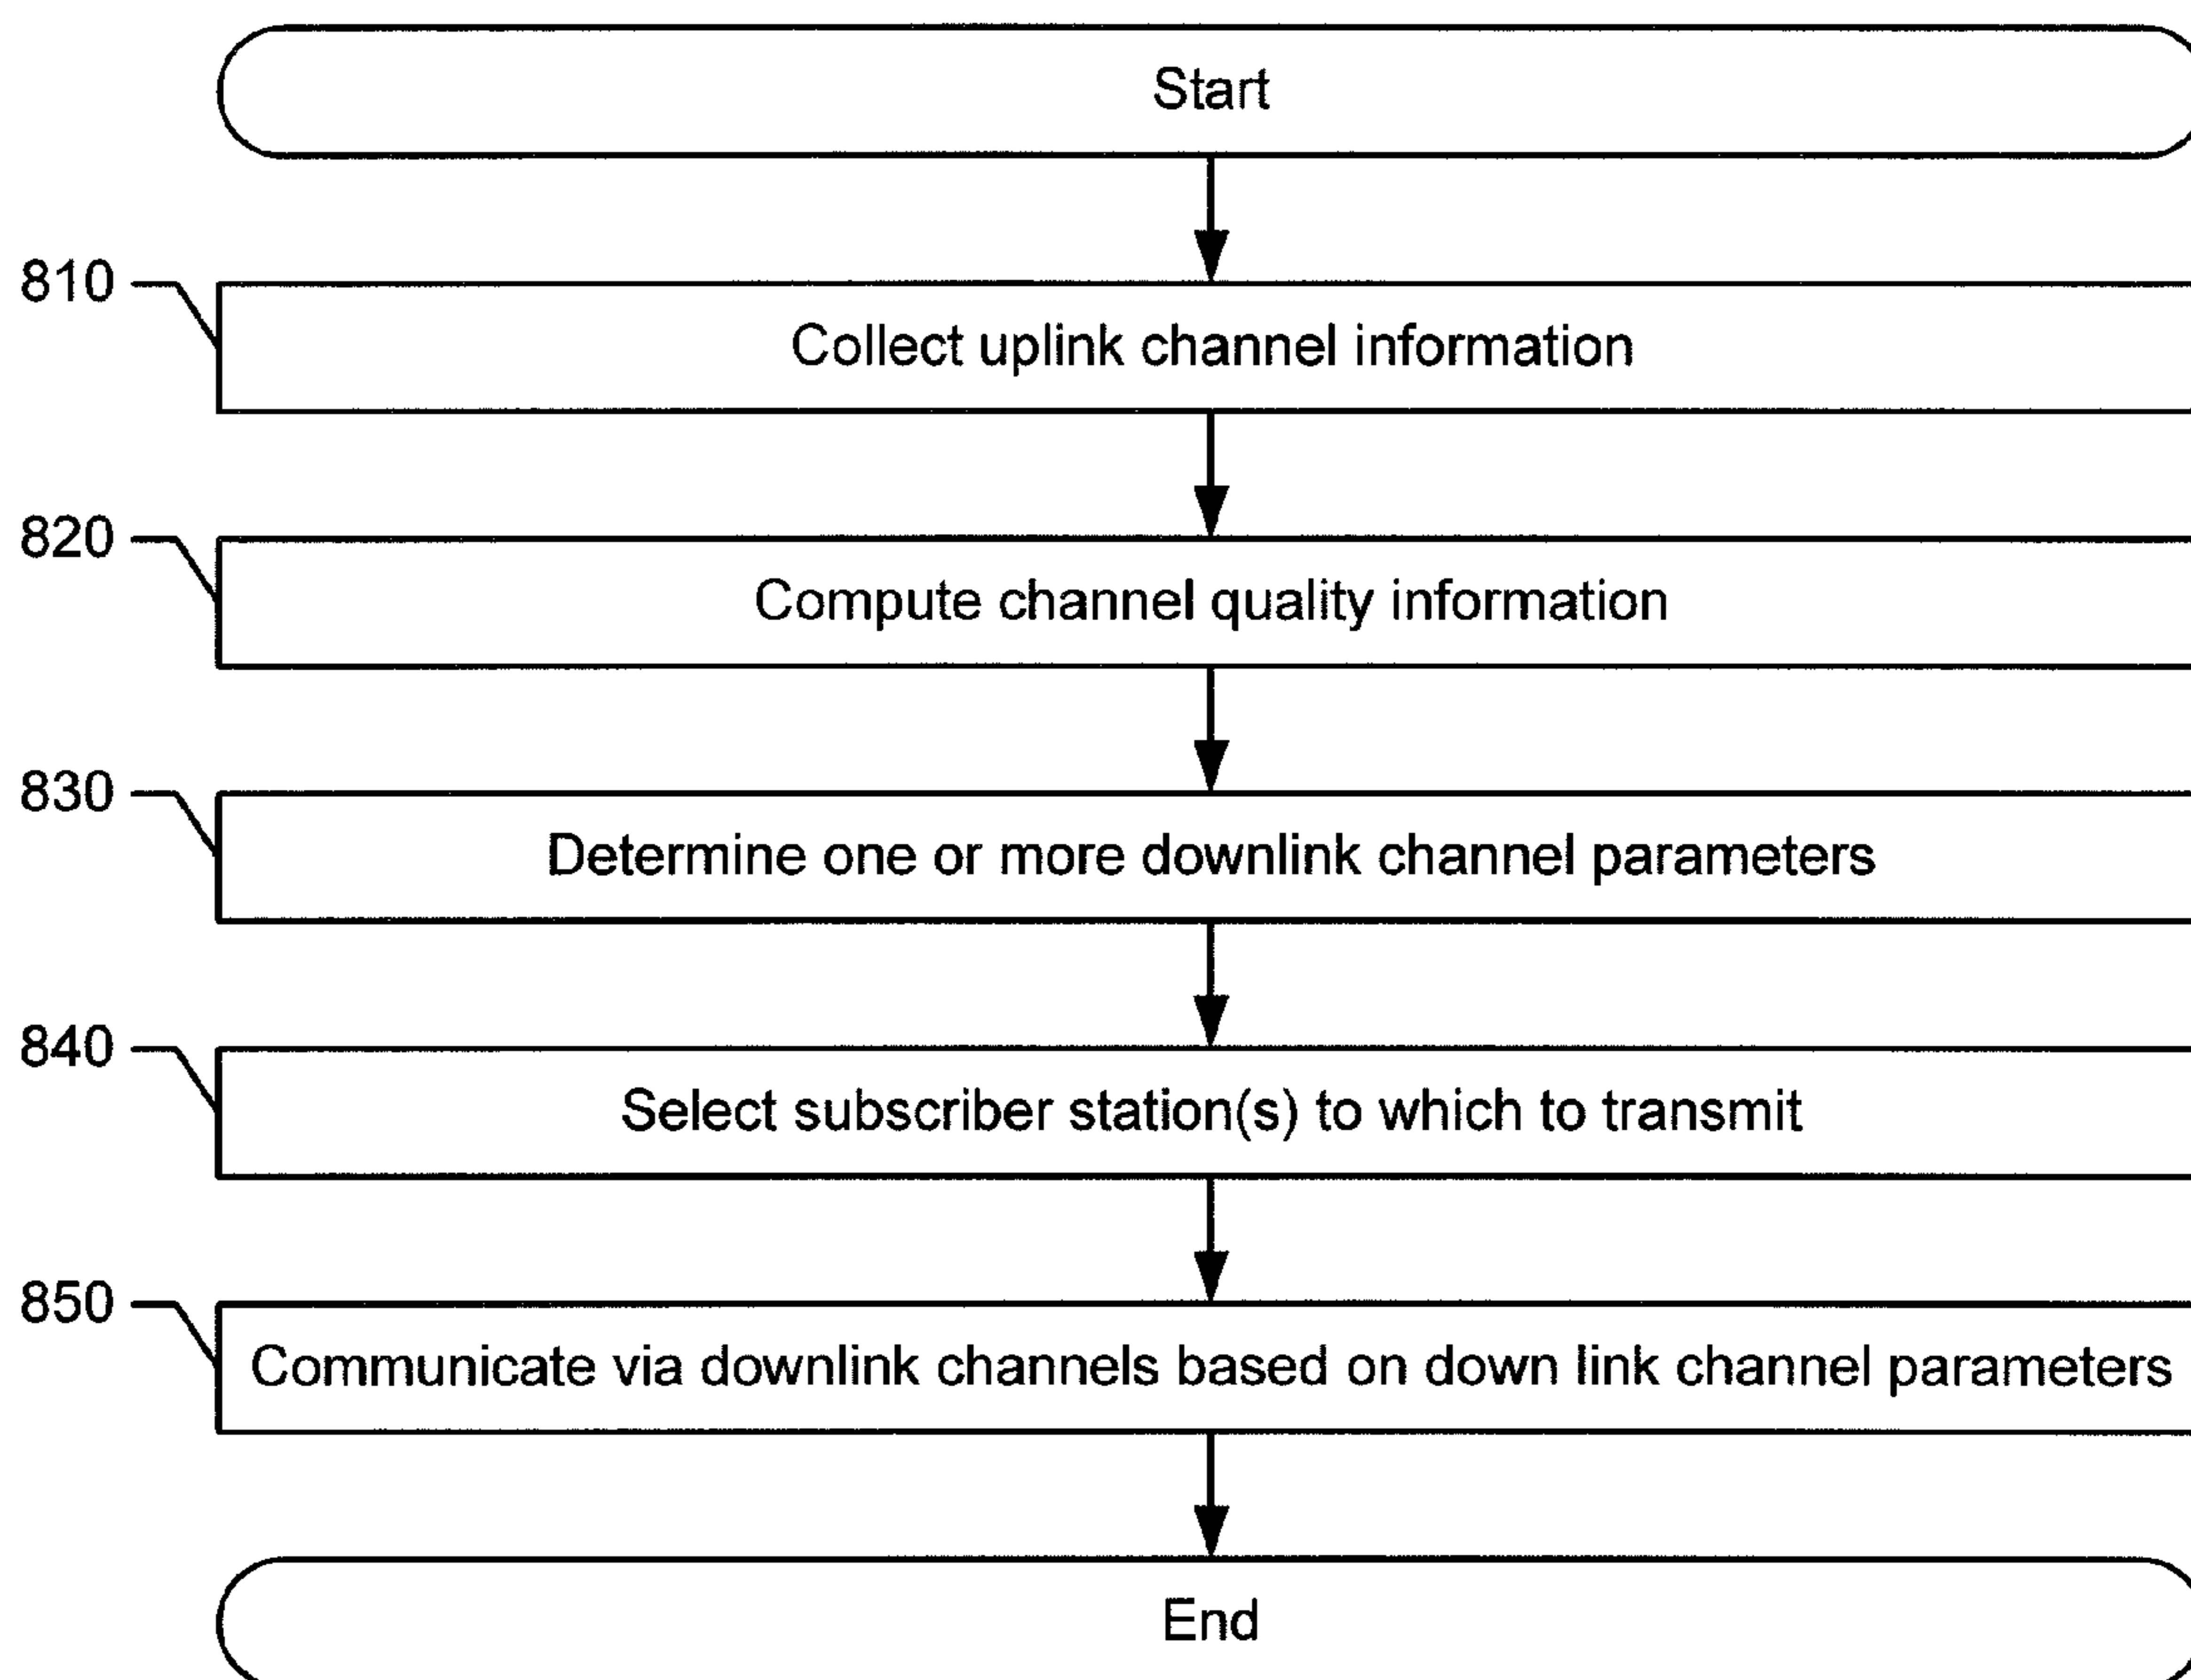 Start
810
Collect uplink channel information
820
Compute channel quality information
830
Determine one or more downlink channel parameters
840
Select subscriber station(s) to which to transmit
850
Communicate via downlink channels based on down link channel parameters
End